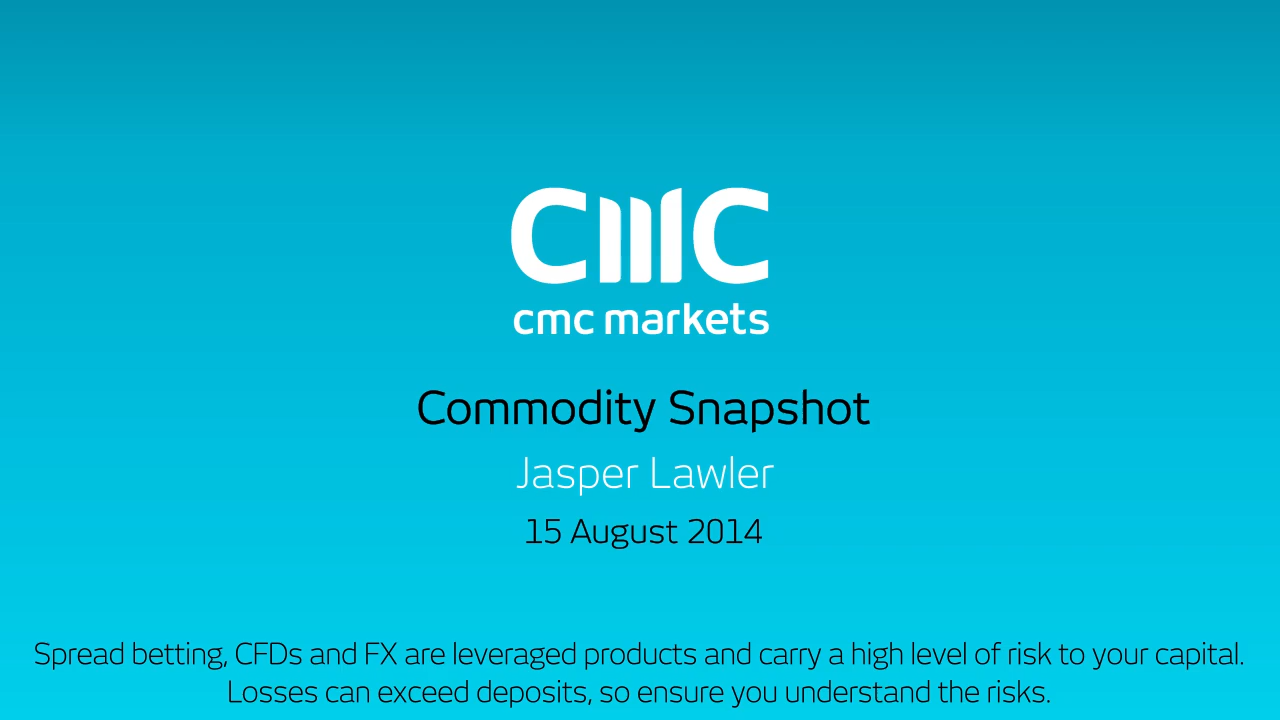 CMC
cmc markets
Commodity Snapshot
Jasper Lawler
15 August 2014
Spread betting, CFDs and FX are leveraged products and carry a high level of risk to your capital.
Losses can exceed deposits, so ensure you understand the risks.